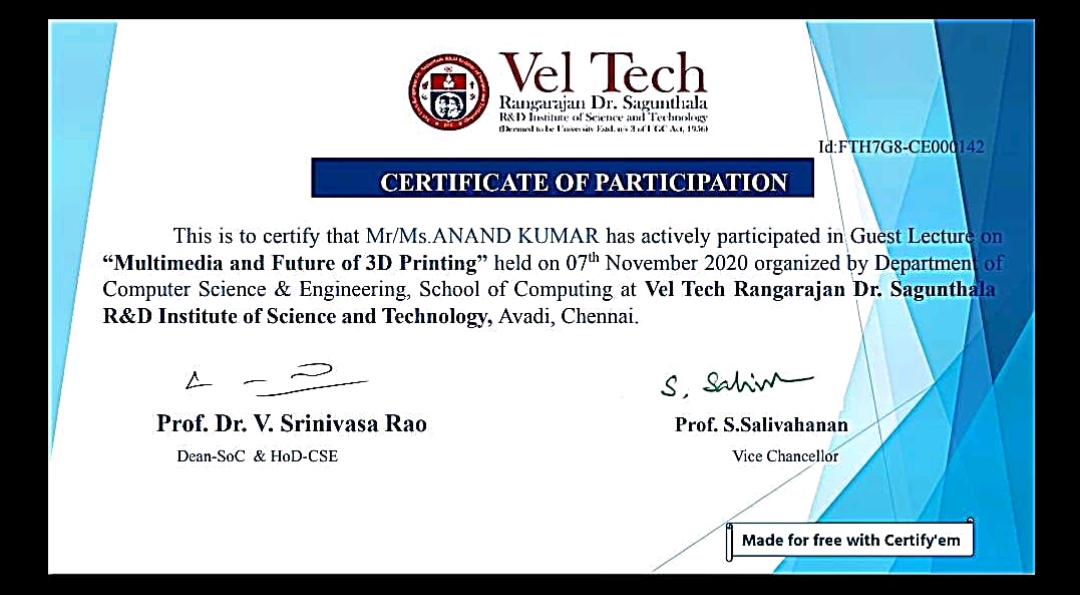 Vel Tech
Rangarajan Dr. Sagunthala
R&D Institute of Science and Technology
(Deemed to be University Estd. u/s 3 of UGC Act, 1956)
Id:FTH7G8-CE000142
CERTIFICATE OF PARTICIPATION
This is to certify that Mr/Ms.ANAND KUMAR has actively participated in Guest Lecture on
“Multimedia and Future of 3D Printing” held on 07th November 2020 organized by Department of
Computer Science & Engineering, School of Computing at Vel Tech Rangarajan Dr. Sagunthala
R&D Institute of Science and Technology, Avadi, Chennai.
S. Saliv
Prof. Dr. V. Srinivasa Rao
Prof. S.Salivahanan
Dean-SoC & HoD-CSE
Vice Chancellor
Made for free with Certify'em